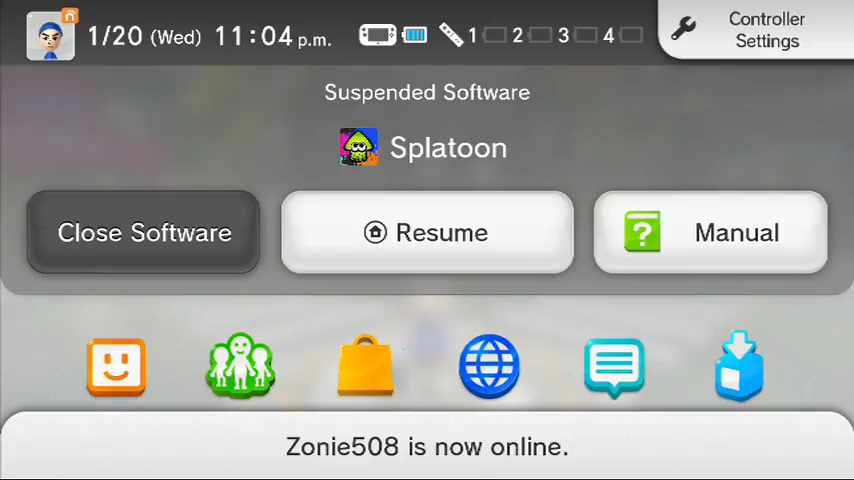 1/20 (Wed) 11:04 p.m.
1 2 3 4
Controller
Settings
Suspended Software
Splatoon
Close Software
Resume
? Manual
Zonie508 is now online.